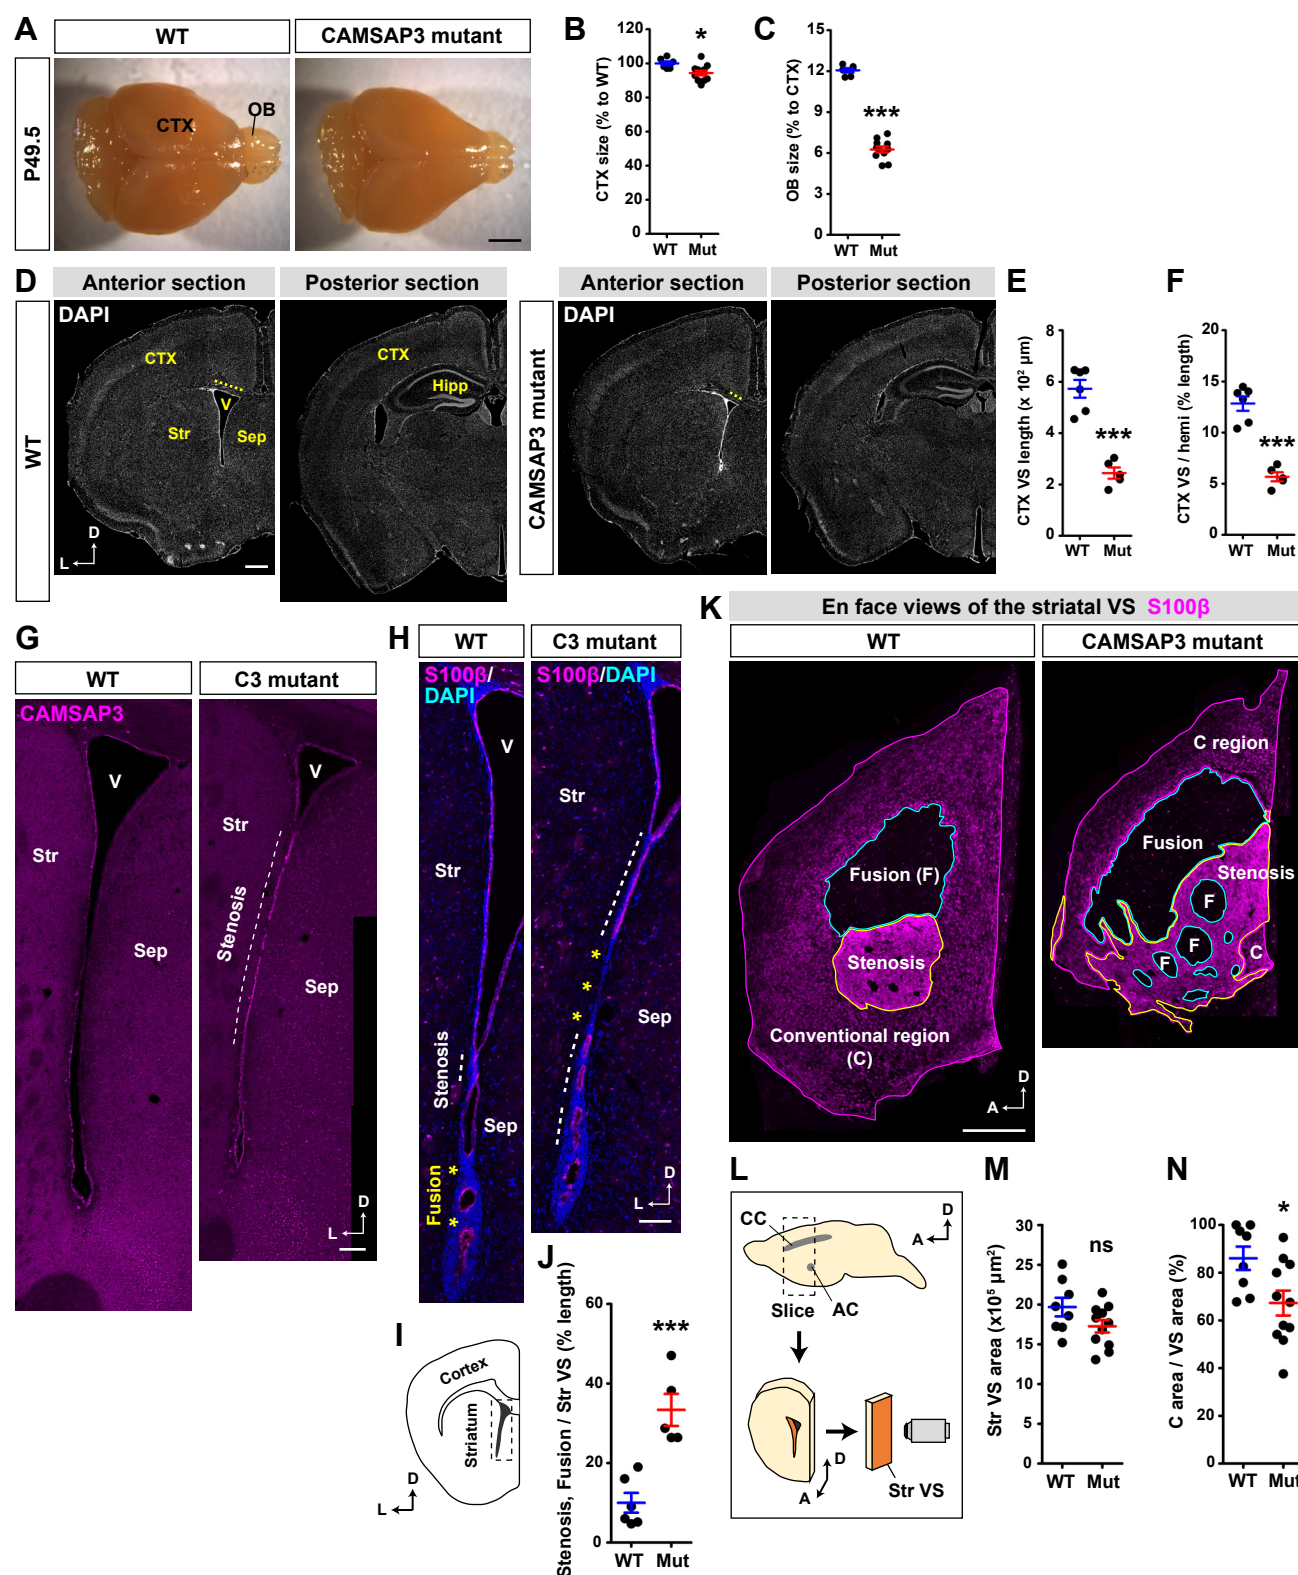 A
WT
CAMSAP3 mutant
P49.5
CTX
OB
B
CTX size (% to WT)
120
100
80
60
40
20
0
*
WT Mut
C
OB size (% to CTX)
15
12
9
6
3
0
***
WT Mut
D
Anterior section
Posterior section
Anterior section
Posterior section
WT
DAPI
CTX
V
Str
Sep
D
L
CTX
Hipp
CAMSAP3 mutant
DAPI
E
CTX VS length (x 10² µm)
8
6
4
2
0
***
WT Mut
F
CTX VS / hemi (% length)
20
15
10
5
0
***
WT Mut
G
WT
C3 mutant
CAMSAP3
V
Str
Sep
V
Str
Stenosis
Sep
D
L
H
WT
C3 mutant
S100β/
DAPI
V
Str
Stenosis
Sep
Fusion
*
*
S100β/DAPI
Str
*
*
*
Sep
D
L
I
Cortex
Striatum
D
L
J
Stenosis, Fusion / Str VS (% length)
60
40
20
0
***
WT Mut
K
En face views of the striatal VS S100β
WT
CAMSAP3 mutant
Fusion (F)
Stenosis
Conventional region
(C)
D
A
C region
Fusion
Stenosis
F
F
F
C
L
CC
D
A
Slice
AC
D
A
Str VS
M
Str VS area (x10⁵ µm²)
30
25
20
15
10
5
0
ns
WT Mut
N
C area / VS area (%)
100
80
60
40
20
0
*
WT Mut